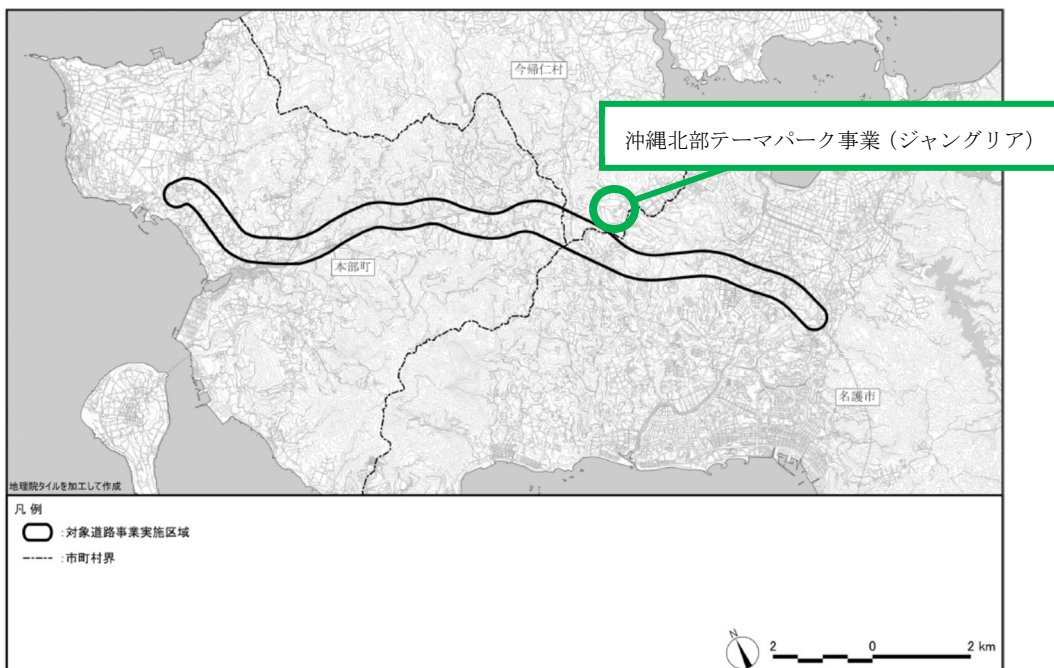 今帰仁村
沖縄北部テーマパーク事業（ジャングリア）
本部町
名護市
地理院タイルを加工して作成
凡 例
:対象道路事業実施区域
:市町村界
N
2 0 2 km